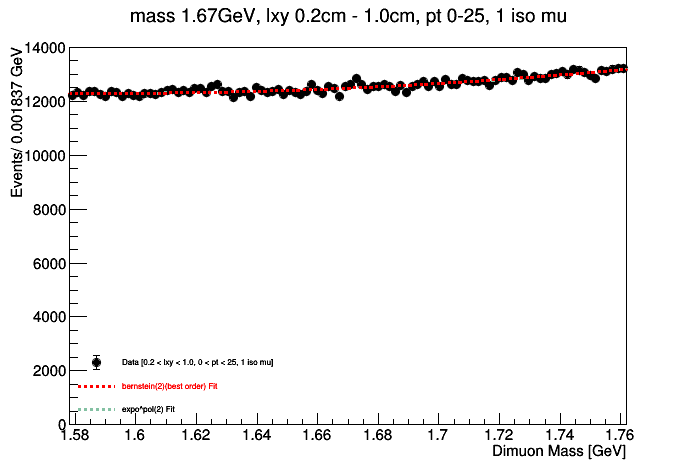 mass 1.67GeV, lxy 0.2cm - 1.0cm, pt 0-25, 1 iso mu
Events/ 0.001837 GeV
14000
12000
10000
8000
6000
4000
2000
0
Data [0.2 < lxy < 1.0, 0 < pt < 25, 1 iso mu]
bernstein(2)(best order) Fit
expo*pol(2) Fit
1.58 1.6 1.62 1.64 1.66 1.68 1.7 1.72 1.74 1.76
Dimuon Mass [GeV]